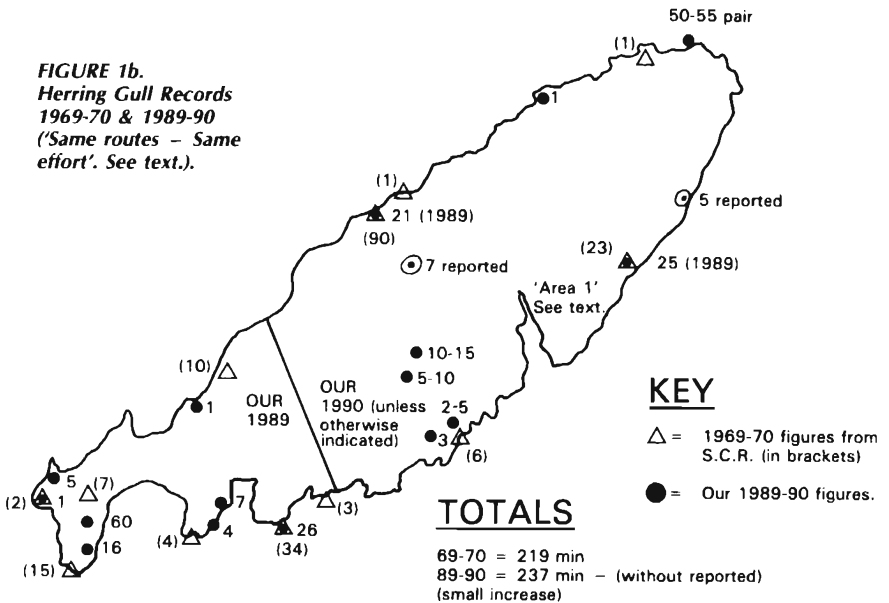 50-55 pair
FIGURE 1b.
Herring Gull Records
1969-70 & 1989-90
('Same routes – Same
effort'. See text.).
(1)
1
(1)
21 (1989)
(90)
5 reported
7 reported
(23)
25 (1989)
'Area 1'
See text.
(10)
10-15
5-10
OUR
1989
OUR
1990 (unless
otherwise
indicated)
2-5
3
(6)
1
5
(2)
1
(7)
60
16
(15)
7
4
(4)
26
(34)
(3)
KEY
△ = 1969-70 figures from
S.C.R. (in brackets)
● = Our 1989-90 figures.
TOTALS
69-70 = 219 min
89-90 = 237 min – (without reported)
(small increase)